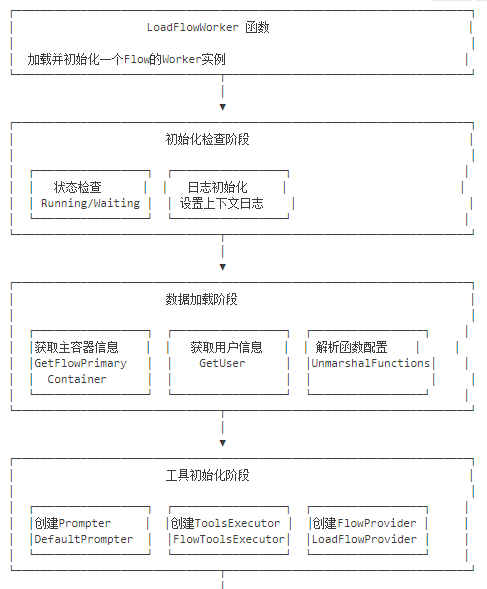 LoadFlowWorker 函数
加载并初始化一个Flow的Worker实例
初始化检查阶段
状态检查 日志初始化
Running/Waiting 设置上下文日志
数据加载阶段
获取主容器信息 获取用户信息 解析函数配置
GetFlowPrimary GetUser UnmarshalFunctions
Container
工具初始化阶段
创建Prompter 创建ToolsExecutor 创建FlowProvider
DefaultPrompter FlowToolsExecutor LoadFlowProvider